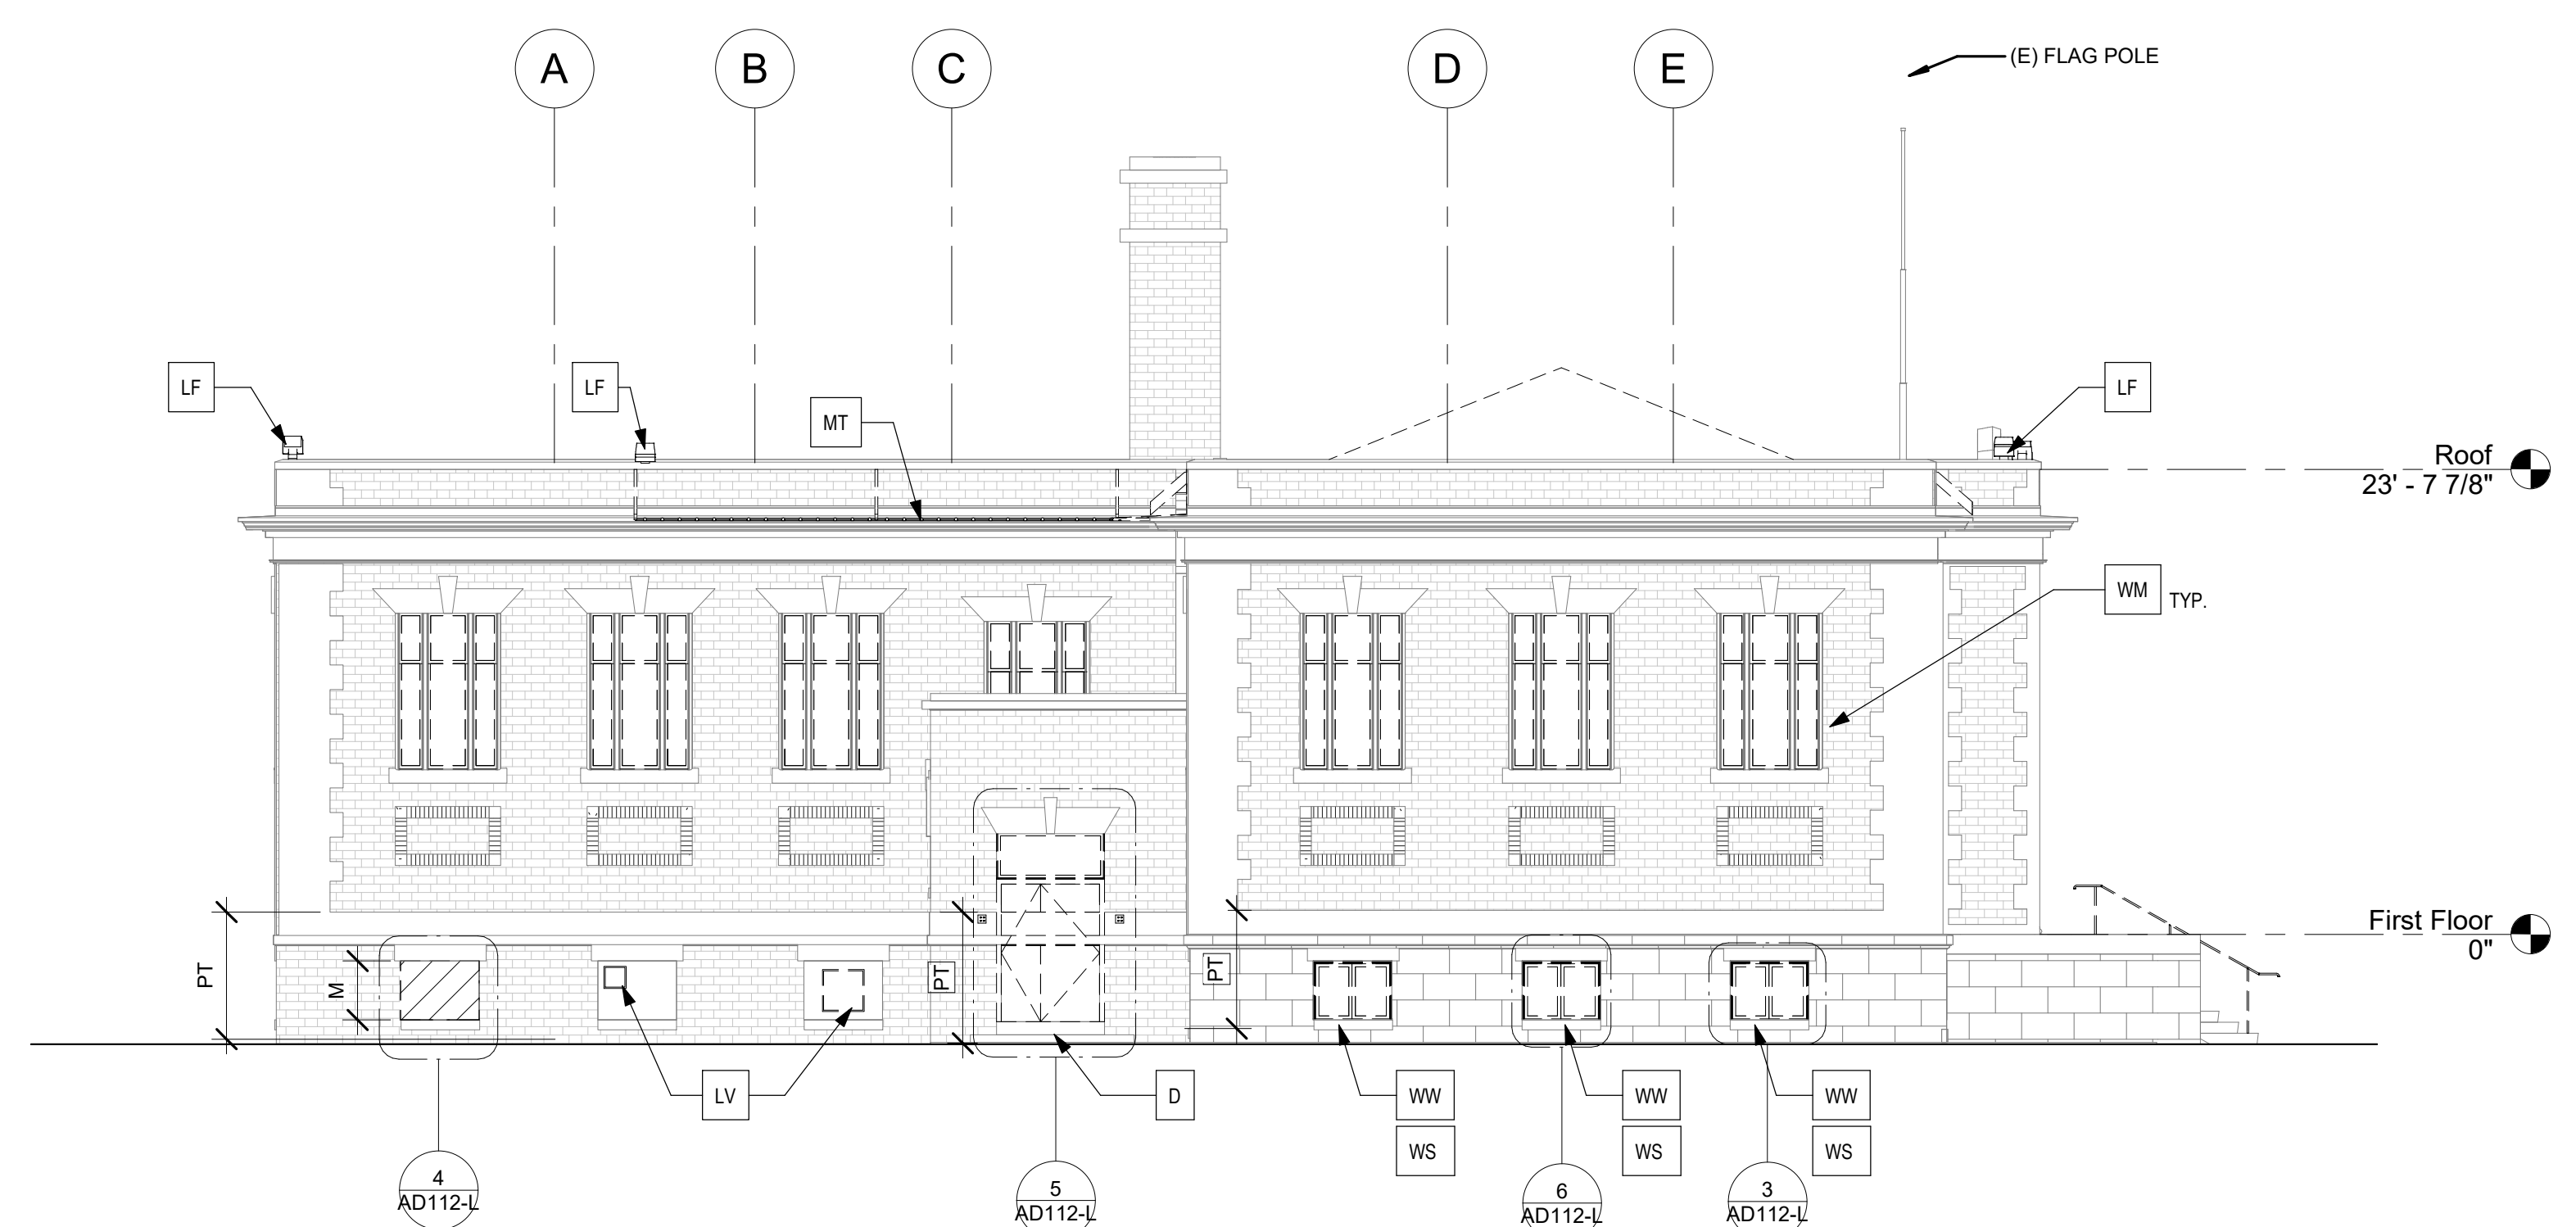 A
B
C
D
E
(E) FLAG POLE
LF
LF
MT
LF
Roof
23' - 7 7/8"
WM
TYP.
First Floor
0"
PT
M
PT
PT
LV
D
WW
WW
WW
WS
WS
WS
4
AD112-L
5
AD112-L
6
AD112-L
3
AD112-L